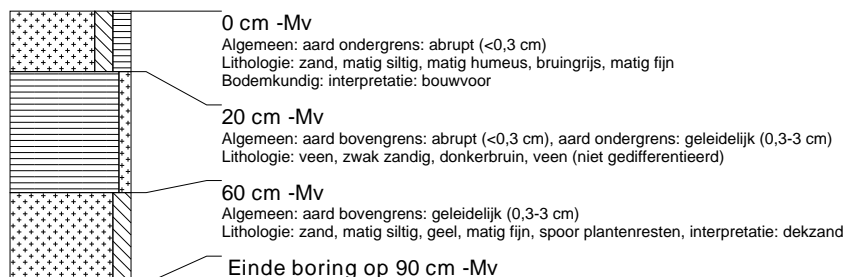 0 cm -Mv
Algemeen: aard ondergrens: abrupt (<0,3 cm)
Lithologie: zand, matig siltig, matig humeus, bruingrijs, matig fijn
Bodemkundig: interpretatie: bouwvoor
20 cm -Mv
Algemeen: aard bovengrens: abrupt (<0,3 cm), aard ondergrens: geleidelijk (0,3-3 cm)
Lithologie: veen, zwak zandig, donkerbruin, veen (niet gedifferentieerd)
60 cm -Mv
Algemeen: aard bovengrens: geleidelijk (0,3-3 cm)
Lithologie: zand, matig siltig, geel, matig fijn, spoor plantenresten, interpretatie: dekzand
Einde boring op 90 cm -Mv